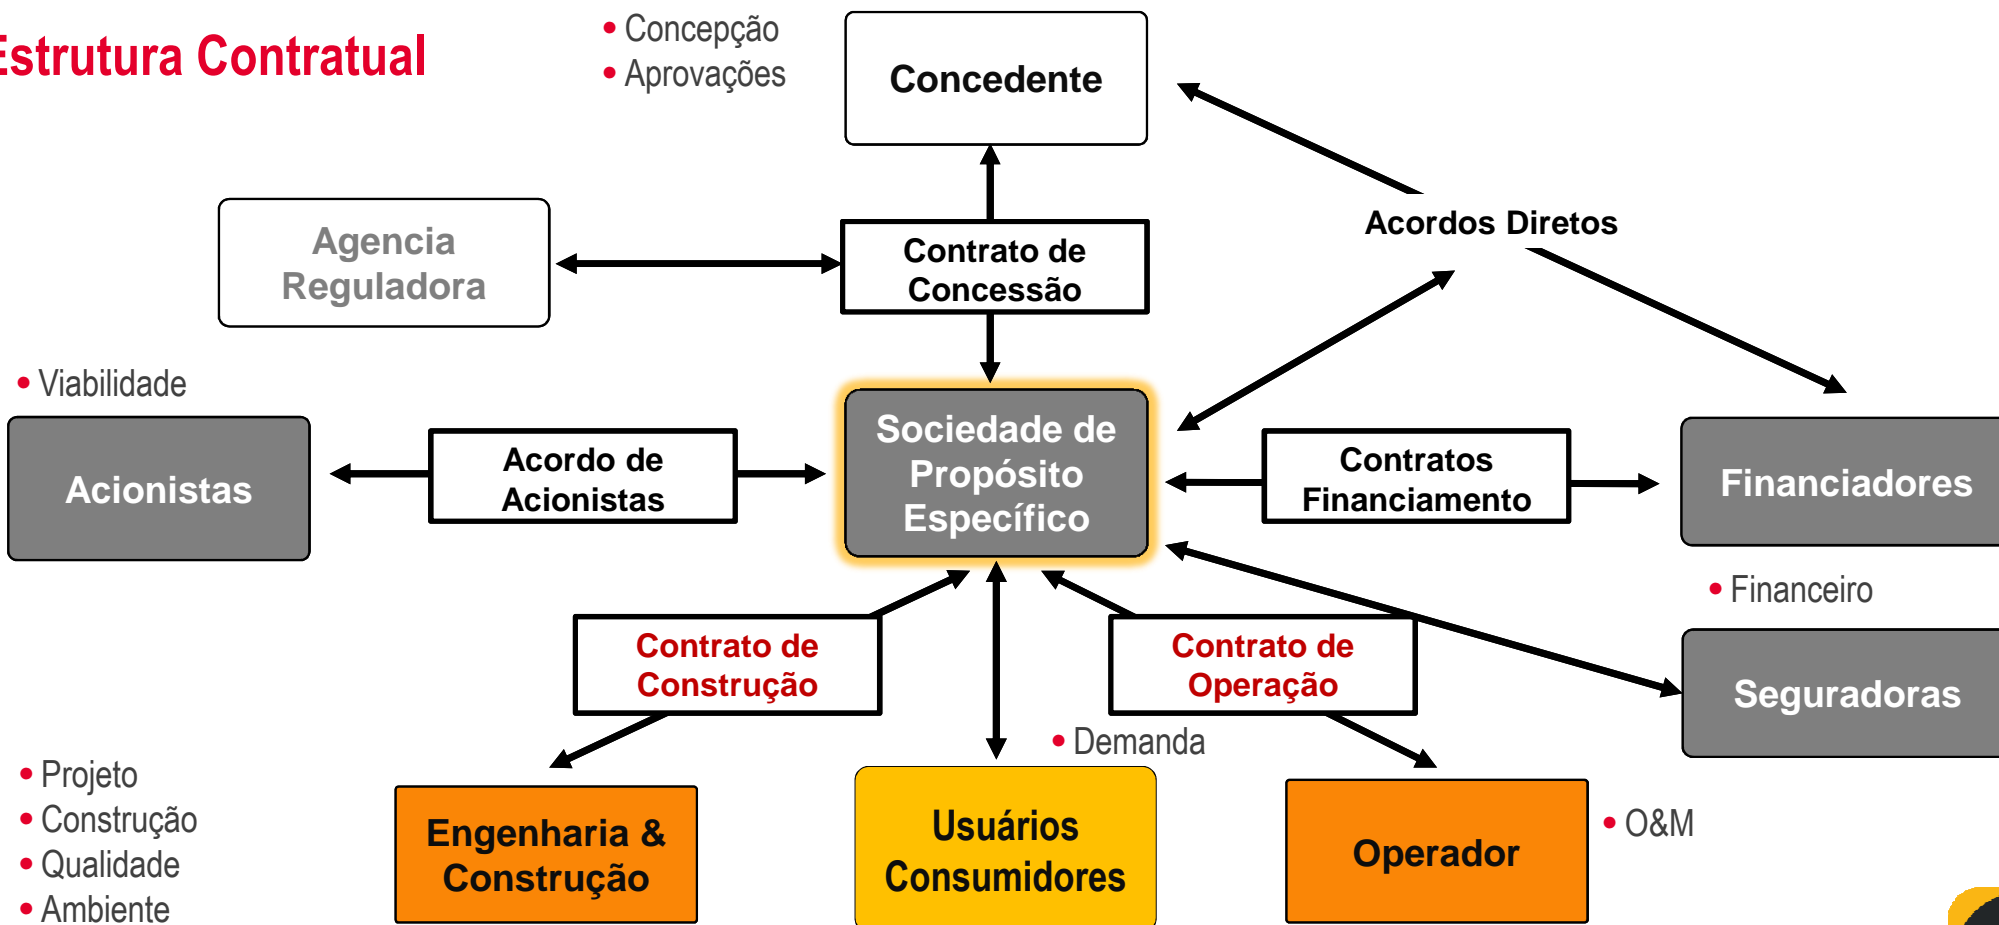 Estrutura Contratual
• Concepção
• Aprovações
Concedente
Agencia
Reguladora
Contrato de
Concessão
Acordos Diretos
• Viabilidade
Acionistas
Acordo de
Acionistas
Sociedade de
Propósito
Específico
Contratos
Financiamento
Financiadores
• Financeiro
Contrato de
Construção
Contrato de
Operação
Seguradoras
• Demanda
• Projeto
• Construção
• Qualidade
• Ambiente
Engenharia &
Construção
Usuários
Consumidores
Operador
• O&M